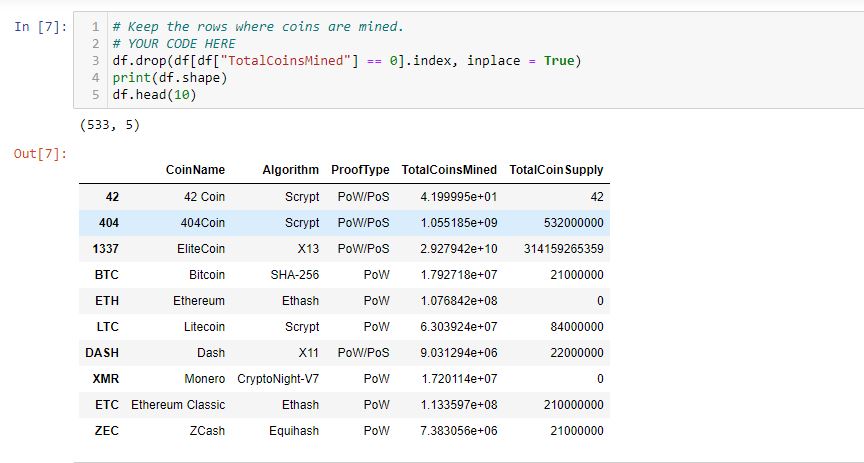 In [7]:
1 # Keep the rows where coins are mined.
2 # YOUR CODE HERE
3 df.drop(df[df["TotalCoinsMined"] == 0].index, inplace = True)
4 print(df.shape)
5 df.head(10)
(533, 5)
Out[7]:
CoinName Algorithm ProofType TotalCoinsMined TotalCoinSupply
42 42 Coin Scrypt PoW/PoS 4.199995e+01 42
404 404Coin Scrypt PoW/PoS 1.055185e+09 532000000
1337 EliteCoin X13 PoW/PoS 2.927942e+10 314159265359
BTC Bitcoin SHA-256 PoW 1.792718e+07 21000000
ETH Ethereum Ethash PoW 1.076842e+08 0
LTC Litecoin Scrypt PoW 6.303924e+07 84000000
DASH Dash X11 PoW/PoS 9.031294e+06 22000000
XMR Monero CryptoNight-V7 PoW 1.720114e+07 0
ETC Ethereum Classic Ethash PoW 1.133597e+08 210000000
ZEC ZCash Equihash PoW 7.383056e+06 21000000